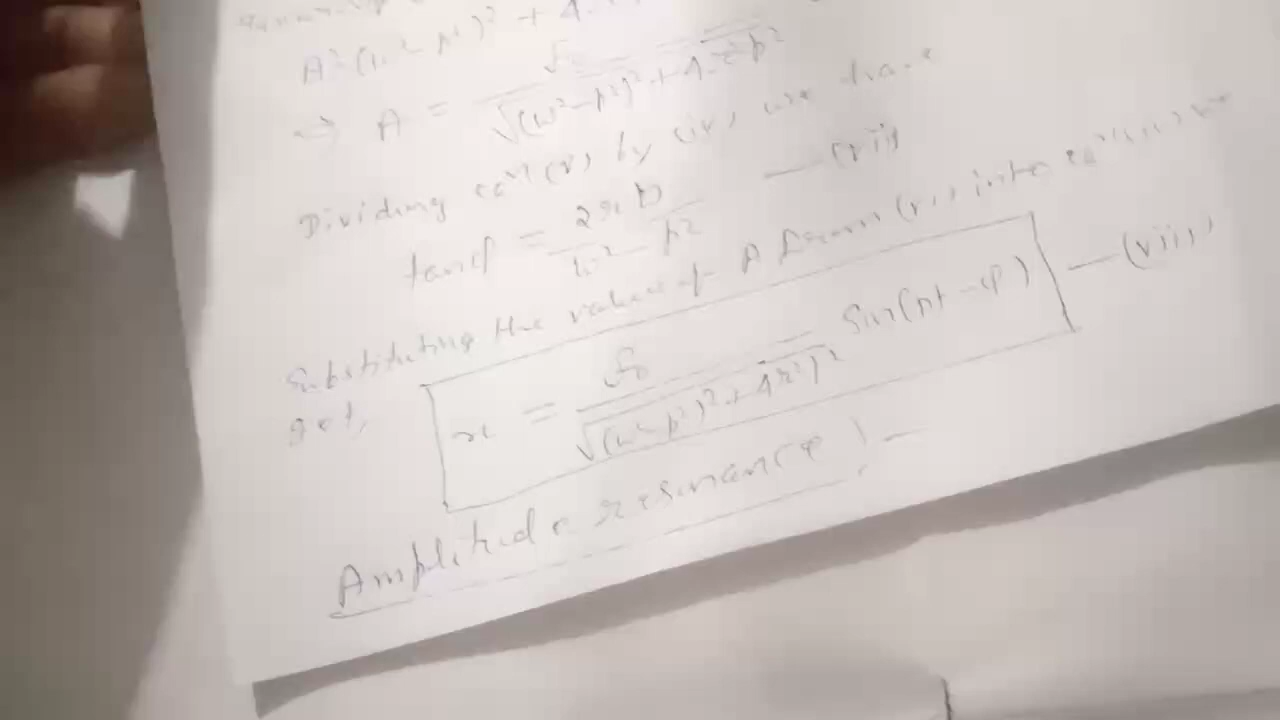 A²(ω² - p²)² + 4
⇒ A = f₀ / √((ω² - p²)² + 4r²p²)
Dividing eqⁿ (v) by (iv) we have
tanφ = 2rp / ω² - p² — (vii)
Substituting the value of A from (vi) into eqⁿ (iii) we
get,
x = f₀ / √((ω² - p²)² + 4r²p²) sin(pt - φ) — (viii)
Amplitude resonance) —